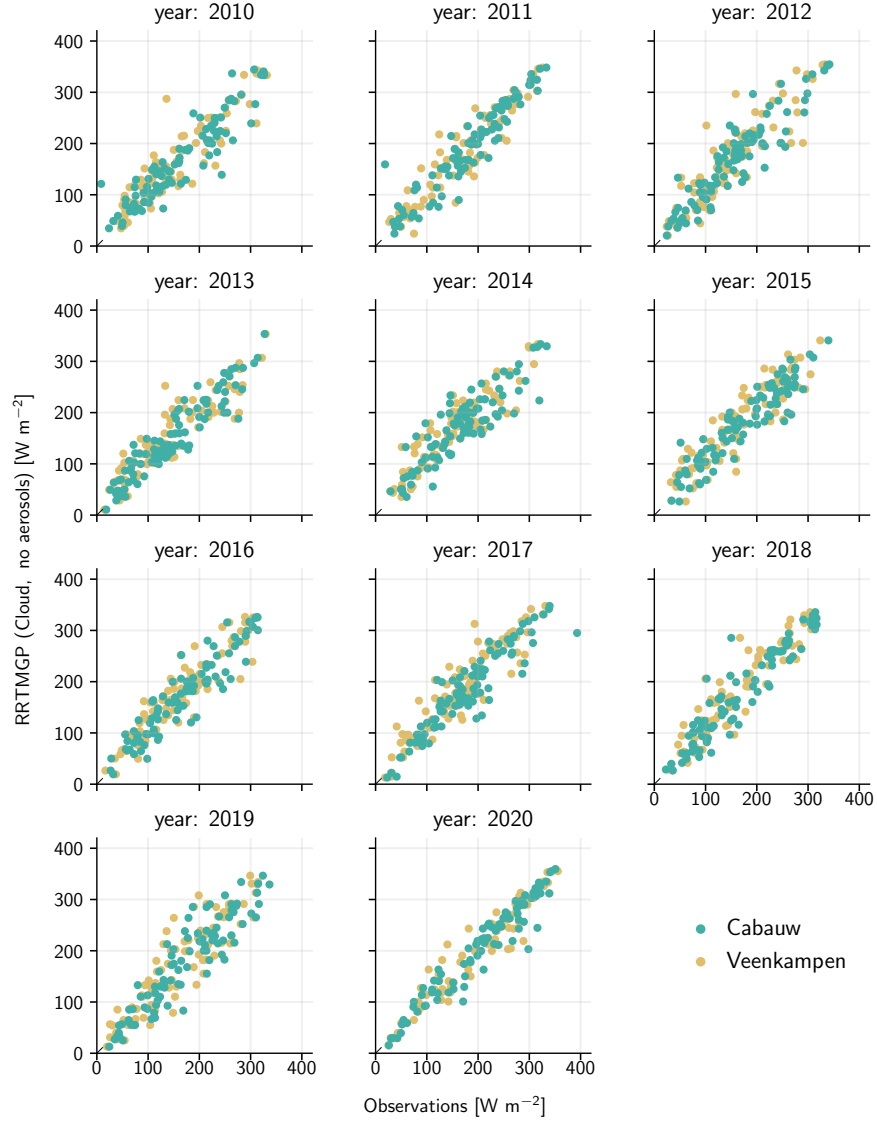 year: 2010 year: 2011 year: 2012
400
300
200
100
0
year: 2013 year: 2014 year: 2015
400
300
200
100
0
year: 2016 year: 2017 year: 2018
400
300
200
100
0
0 100 200 300 400
year: 2019 year: 2020
400
300
200
100
0
0 100 200 300 400 0 100 200 300 400
Cabauw
Veenkampen
RRTMGP (Cloud, no aerosols) [W m⁻²]
Observations [W m⁻²]